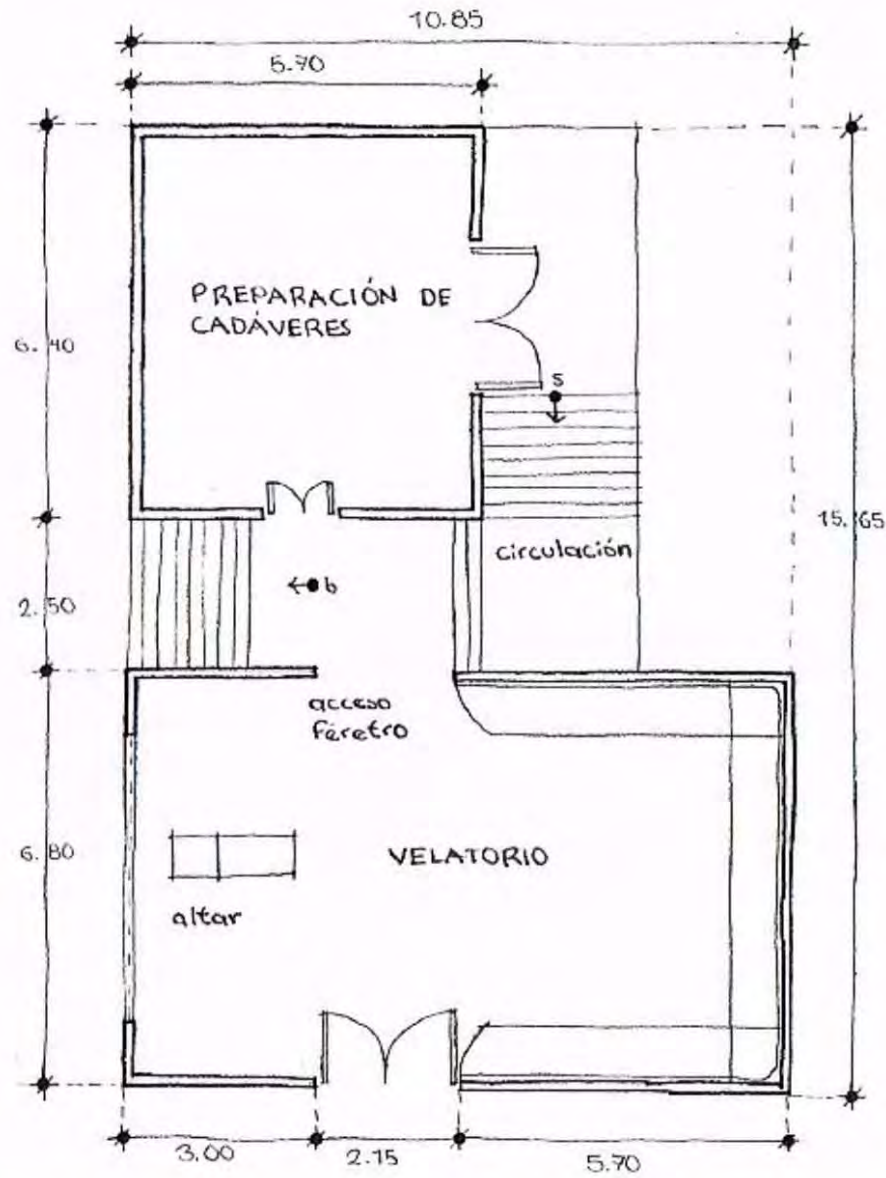 10.85
5.70
PREPARACIÓN DE
CADÁVERES
6.40
s
15.65
circulación
2.50
b
acceso
féretro
6.80
VELATORIO
altar
3.00
2.15
5.70